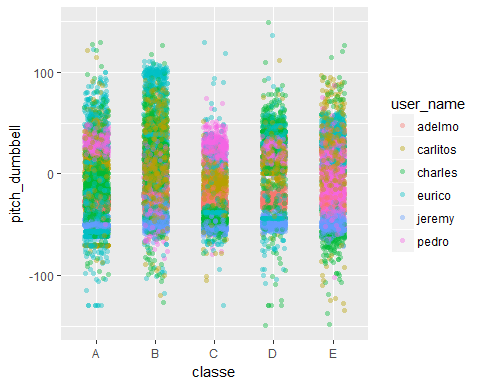 pitch_dumbbell
100
0
-100
A B C D E
classe
user_name
adelmo
carlitos
charles
eurico
jeremy
pedro